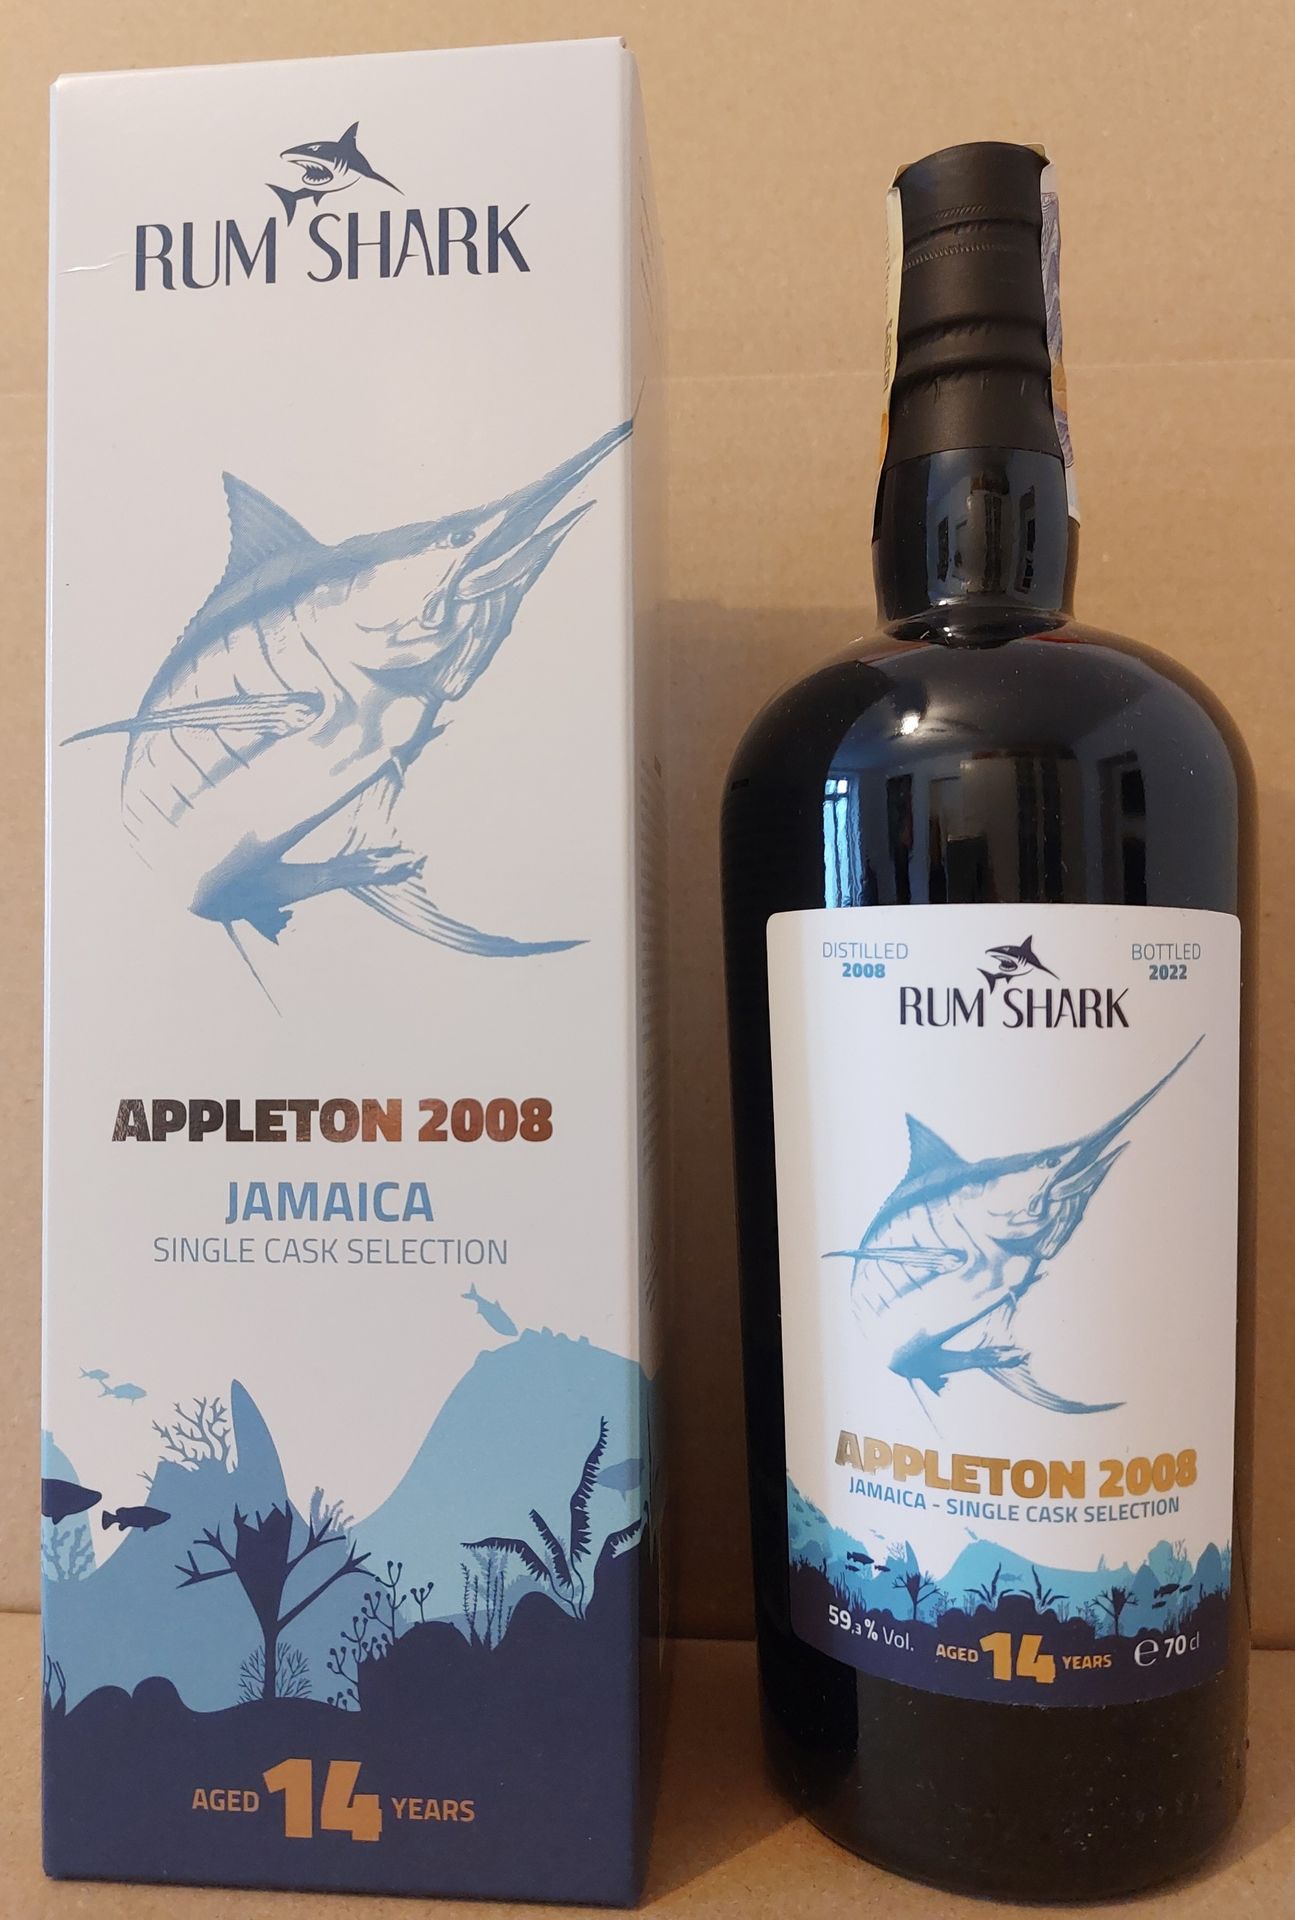 RUM SHARK
APPLETON 2008
JAMAICA
SINGLE CASK SELECTION
AGED 14 YEARS
DISTILLED
2008
BOTTLED
2022
RUM SHARK
APPLETON 2008
JAMAICA - SINGLE CASK SELECTION
59,3% Vol.
AGED 14 YEARS
℮ 70 cl